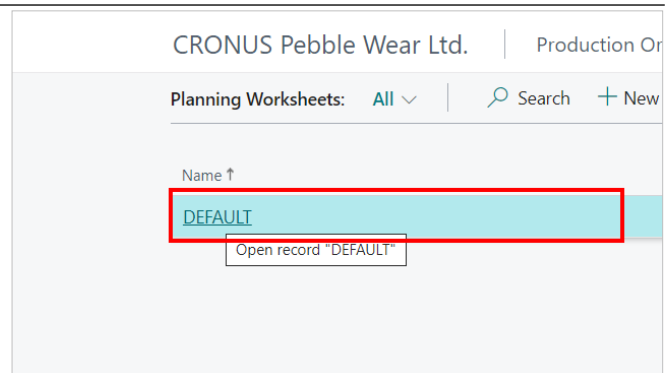 CRONUS Pebble Wear Ltd. Production Or
Planning Worksheets: All Search + New
Name ↑
DEFAULT
Open record "DEFAULT"